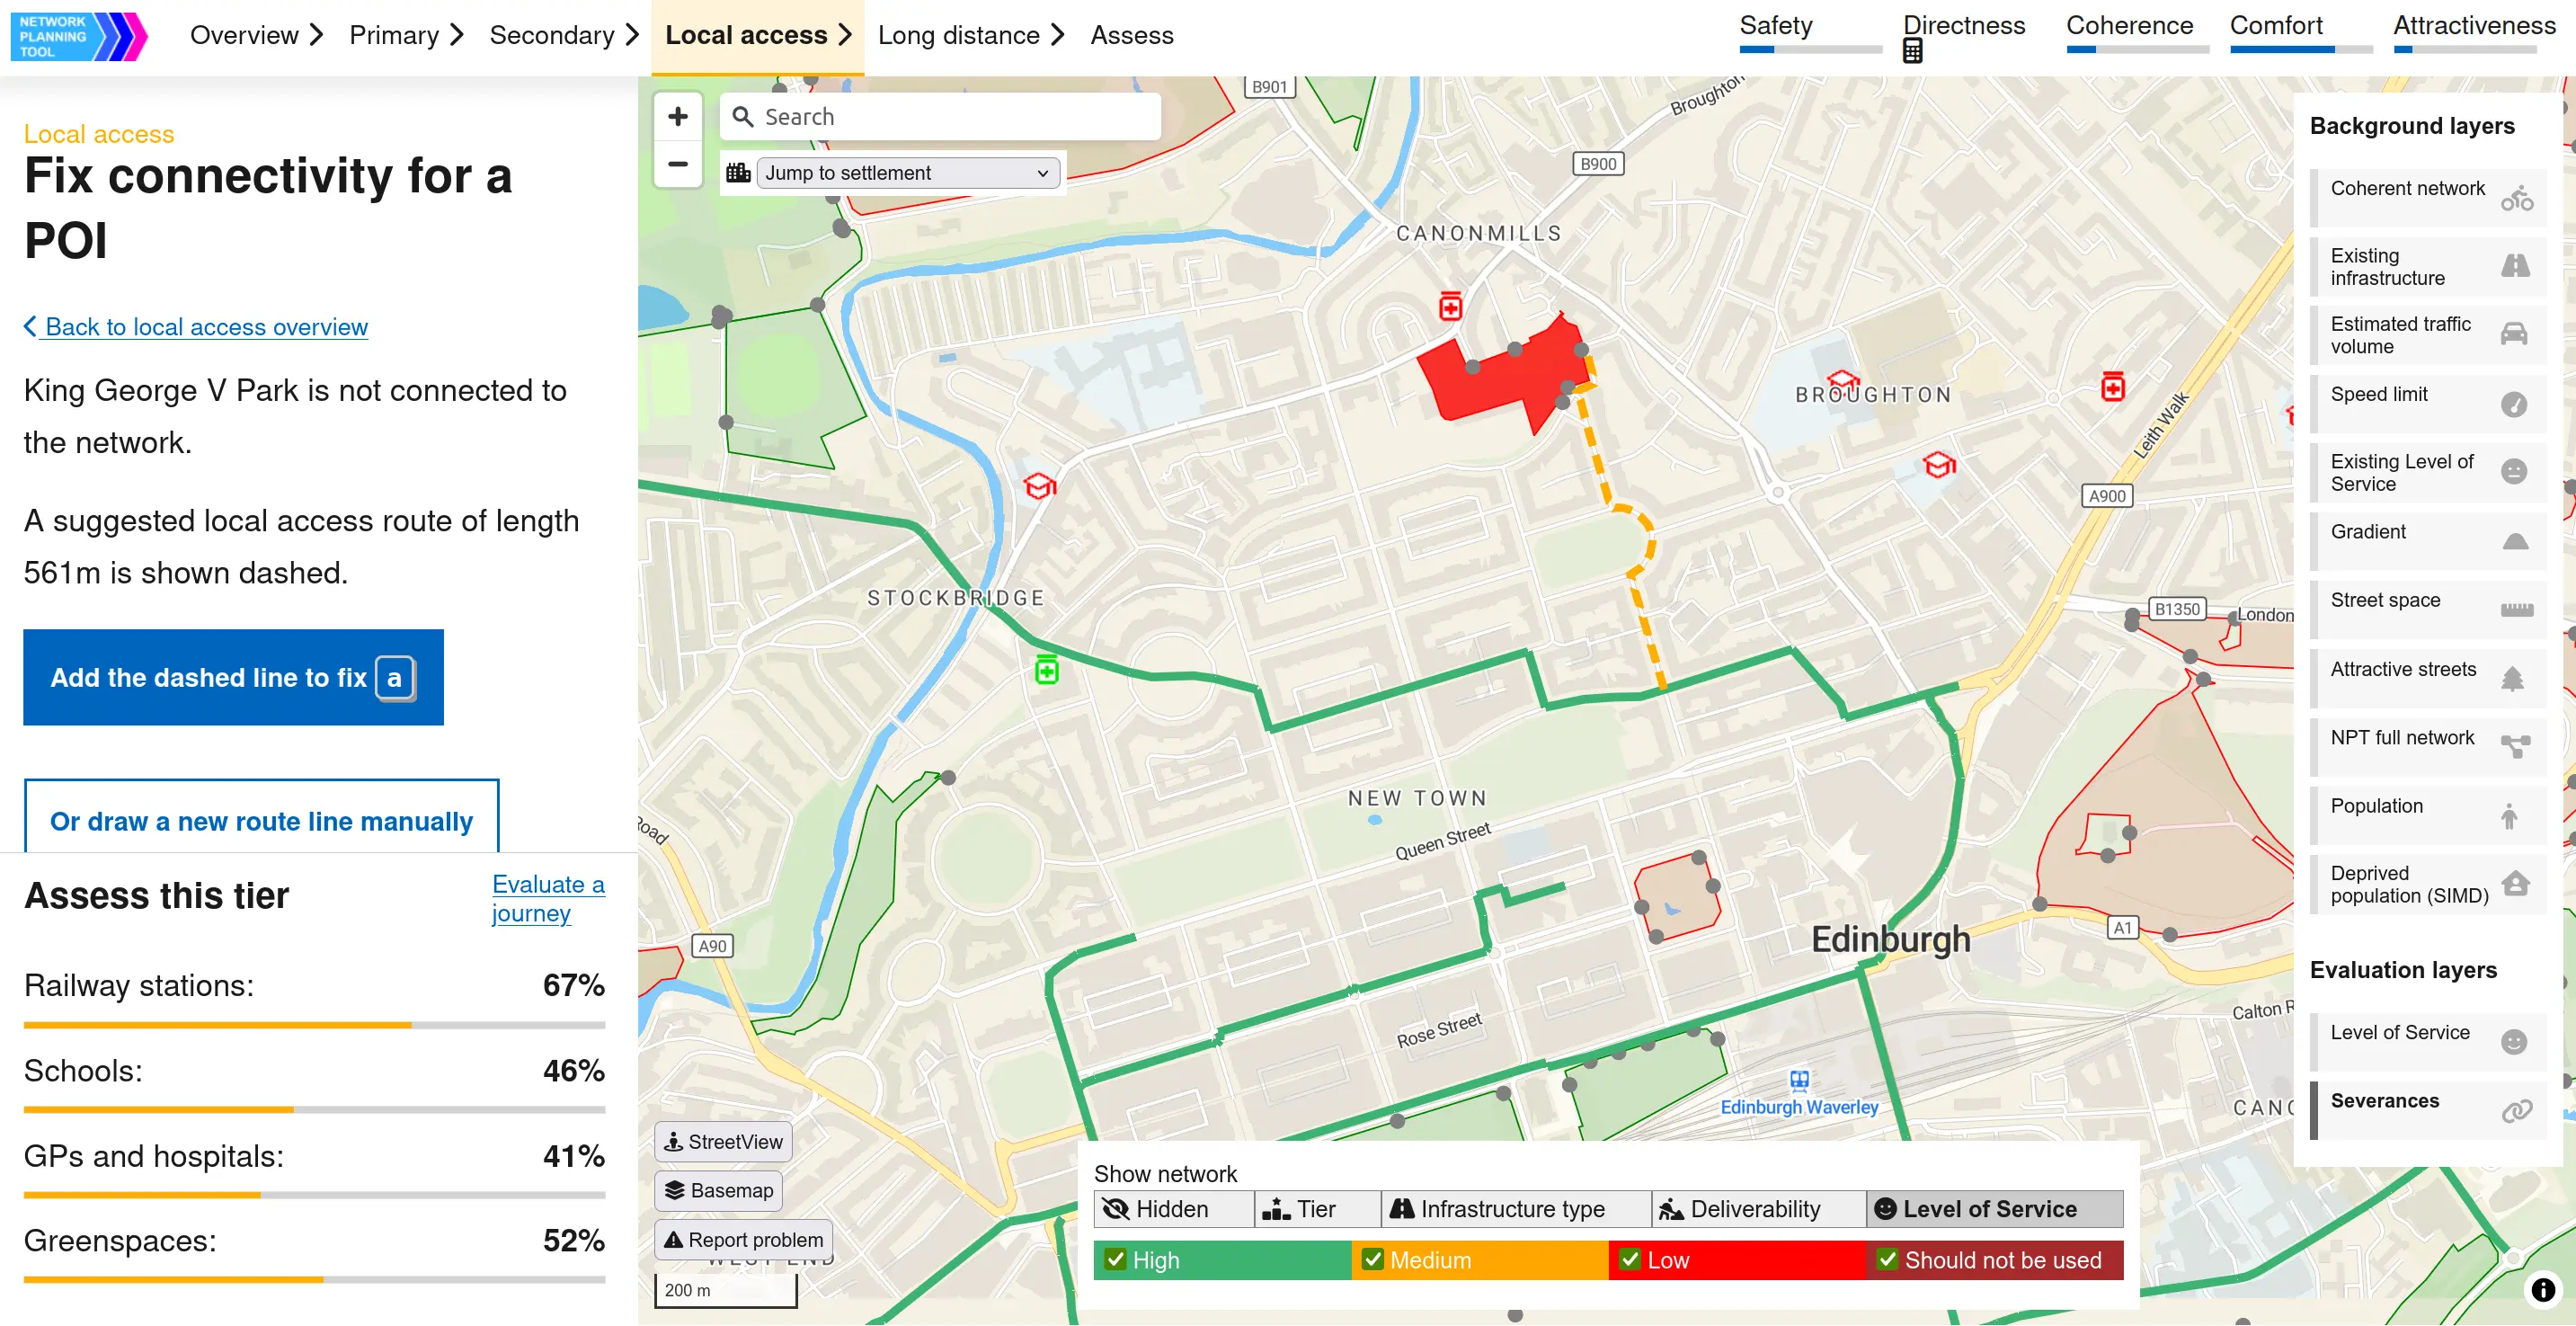 NETWORK
PLANNING
TOOL
Overview
Primary
Secondary
Local access
Long distance
Assess
Safety
Directness
Coherence
Comfort
Attractiveness
Local access
Fix connectivity for a
POI
Back to local access overview
King George V Park is not connected to
the network.
A suggested local access route of length
561m is shown dashed.
Add the dashed line to fix a
Or draw a new route line manually
Assess this tier
Evaluate a
journey
Railway stations: 67%
Schools: 46%
GPs and hospitals: 41%
Greenspaces: 52%
+
Search
−
Jump to settlement
B901
Broughton
B900
CANONMILLS
BROUGHTON
Leith Walk
A900
STOCKBRIDGE
B1350
London
NEW TOWN
Queen Street
Road
A90
Edinburgh
A1
Rose Street
Calton R
Edinburgh Waverley
CANO
WEST END
StreetView
Basemap
Report problem
200 m
Show network
Hidden
Tier
Infrastructure type
Deliverability
Level of Service
High
Medium
Low
Should not be used
Background layers
Coherent network
Existing
infrastructure
Estimated traffic
volume
Speed limit
Existing Level of
Service
Gradient
Street space
Attractive streets
NPT full network
Population
Deprived
population (SIMD)
Evaluation layers
Level of Service
Severances